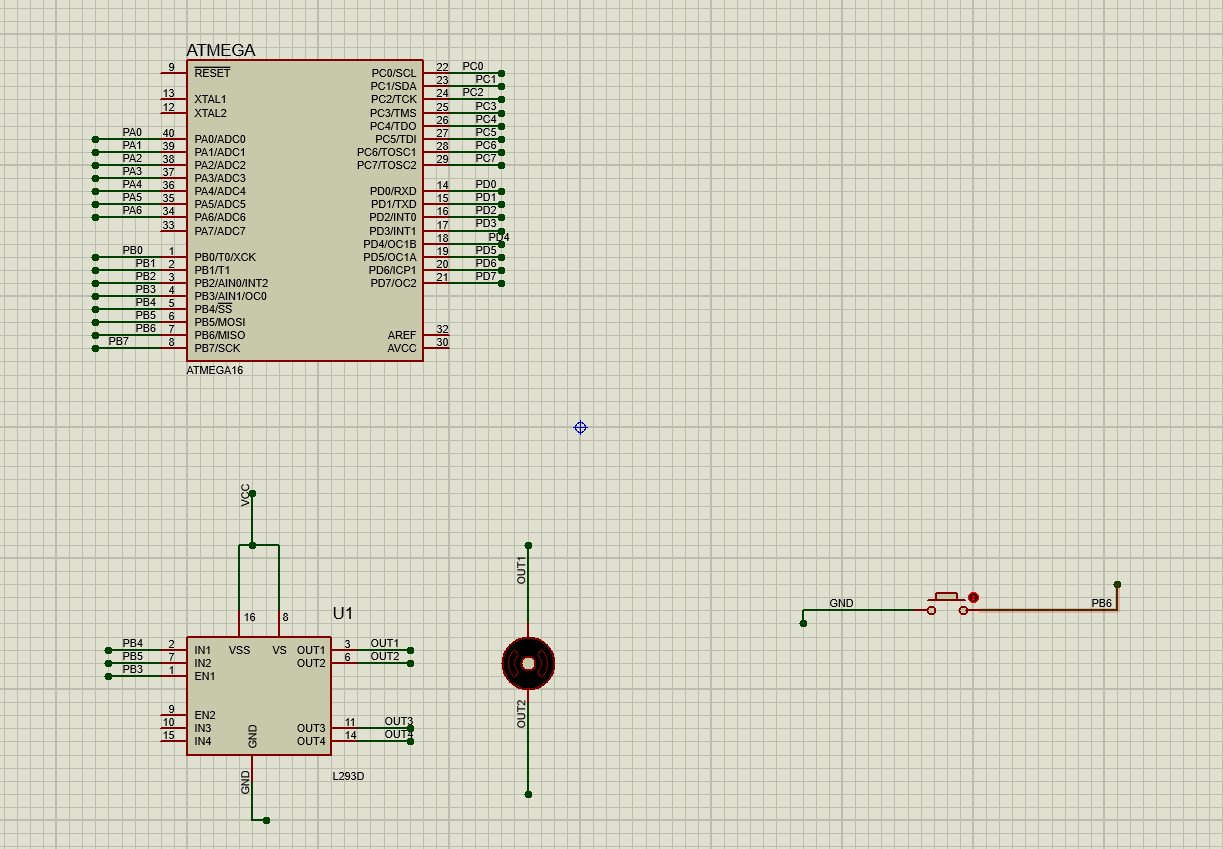 ATMEGA
9 RESET
13 XTAL1
12 XTAL2
PA0 40 PA0/ADC0
PA1 39 PA1/ADC1
PA2 38 PA2/ADC2
PA3 37 PA3/ADC3
PA4 36 PA4/ADC4
PA5 35 PA5/ADC5
PA6 34 PA6/ADC6
33 PA7/ADC7
PB0 1 PB0/T0/XCK
PB1 2 PB1/T1
PB2 3 PB2/AIN0/INT2
PB3 4 PB3/AIN1/OC0
PB4 5 PB4/SS
PB5 6 PB5/MOSI
PB6 7 PB6/MISO
PB7 8 PB7/SCK
PC0/SCL 22 PC0
PC1/SDA 23 PC1
PC2/TCK 24 PC2
PC3/TMS 25 PC3
PC4/TDO 26 PC4
PC5/TDI 27 PC5
PC6/TOSC1 28 PC6
PC7/TOSC2 29 PC7
PD0/RXD 14 PD0
PD1/TXD 15 PD1
PD2/INT0 16 PD2
PD3/INT1 17 PD3
PD4/OC1B 18 PD4
PD5/OC1A 19 PD5
PD6/ICP1 20 PD6
PD7/OC2 21 PD7
AREF 32
AVCC 30
ATMEGA16
VCC
16 8
U1
VSS VS
PB4 2 IN1
PB5 7 IN2
PB3 1 EN1
9 EN2
10 IN3
15 IN4
OUT1 3 OUT1
OUT2 6 OUT2
OUT3 11 OUT3
OUT4 14 OUT4
GND
GND
L293D
OUT1
OUT2
GND
PB6